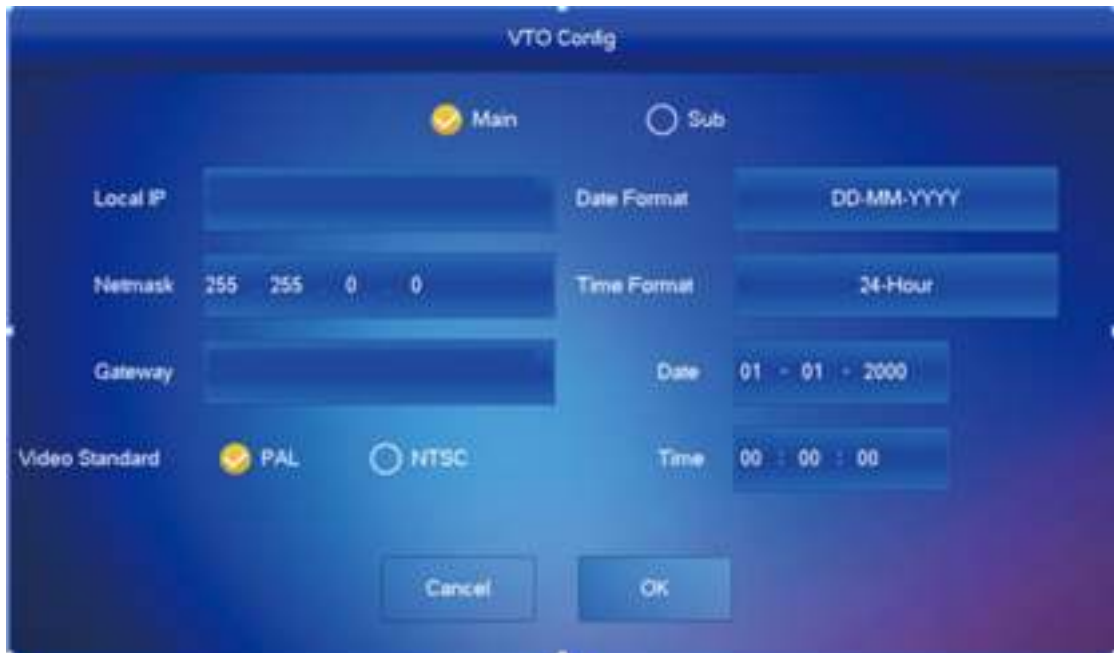 VTO Config
Main Sub
Local IP Date Format DD-MM-YYYY
Netmask 255 255 0 0 Time Format 24-Hour
Gateway Date 01 - 01 - 2000
Video Standard PAL NTSC Time 00 : 00 : 00
Cancel OK